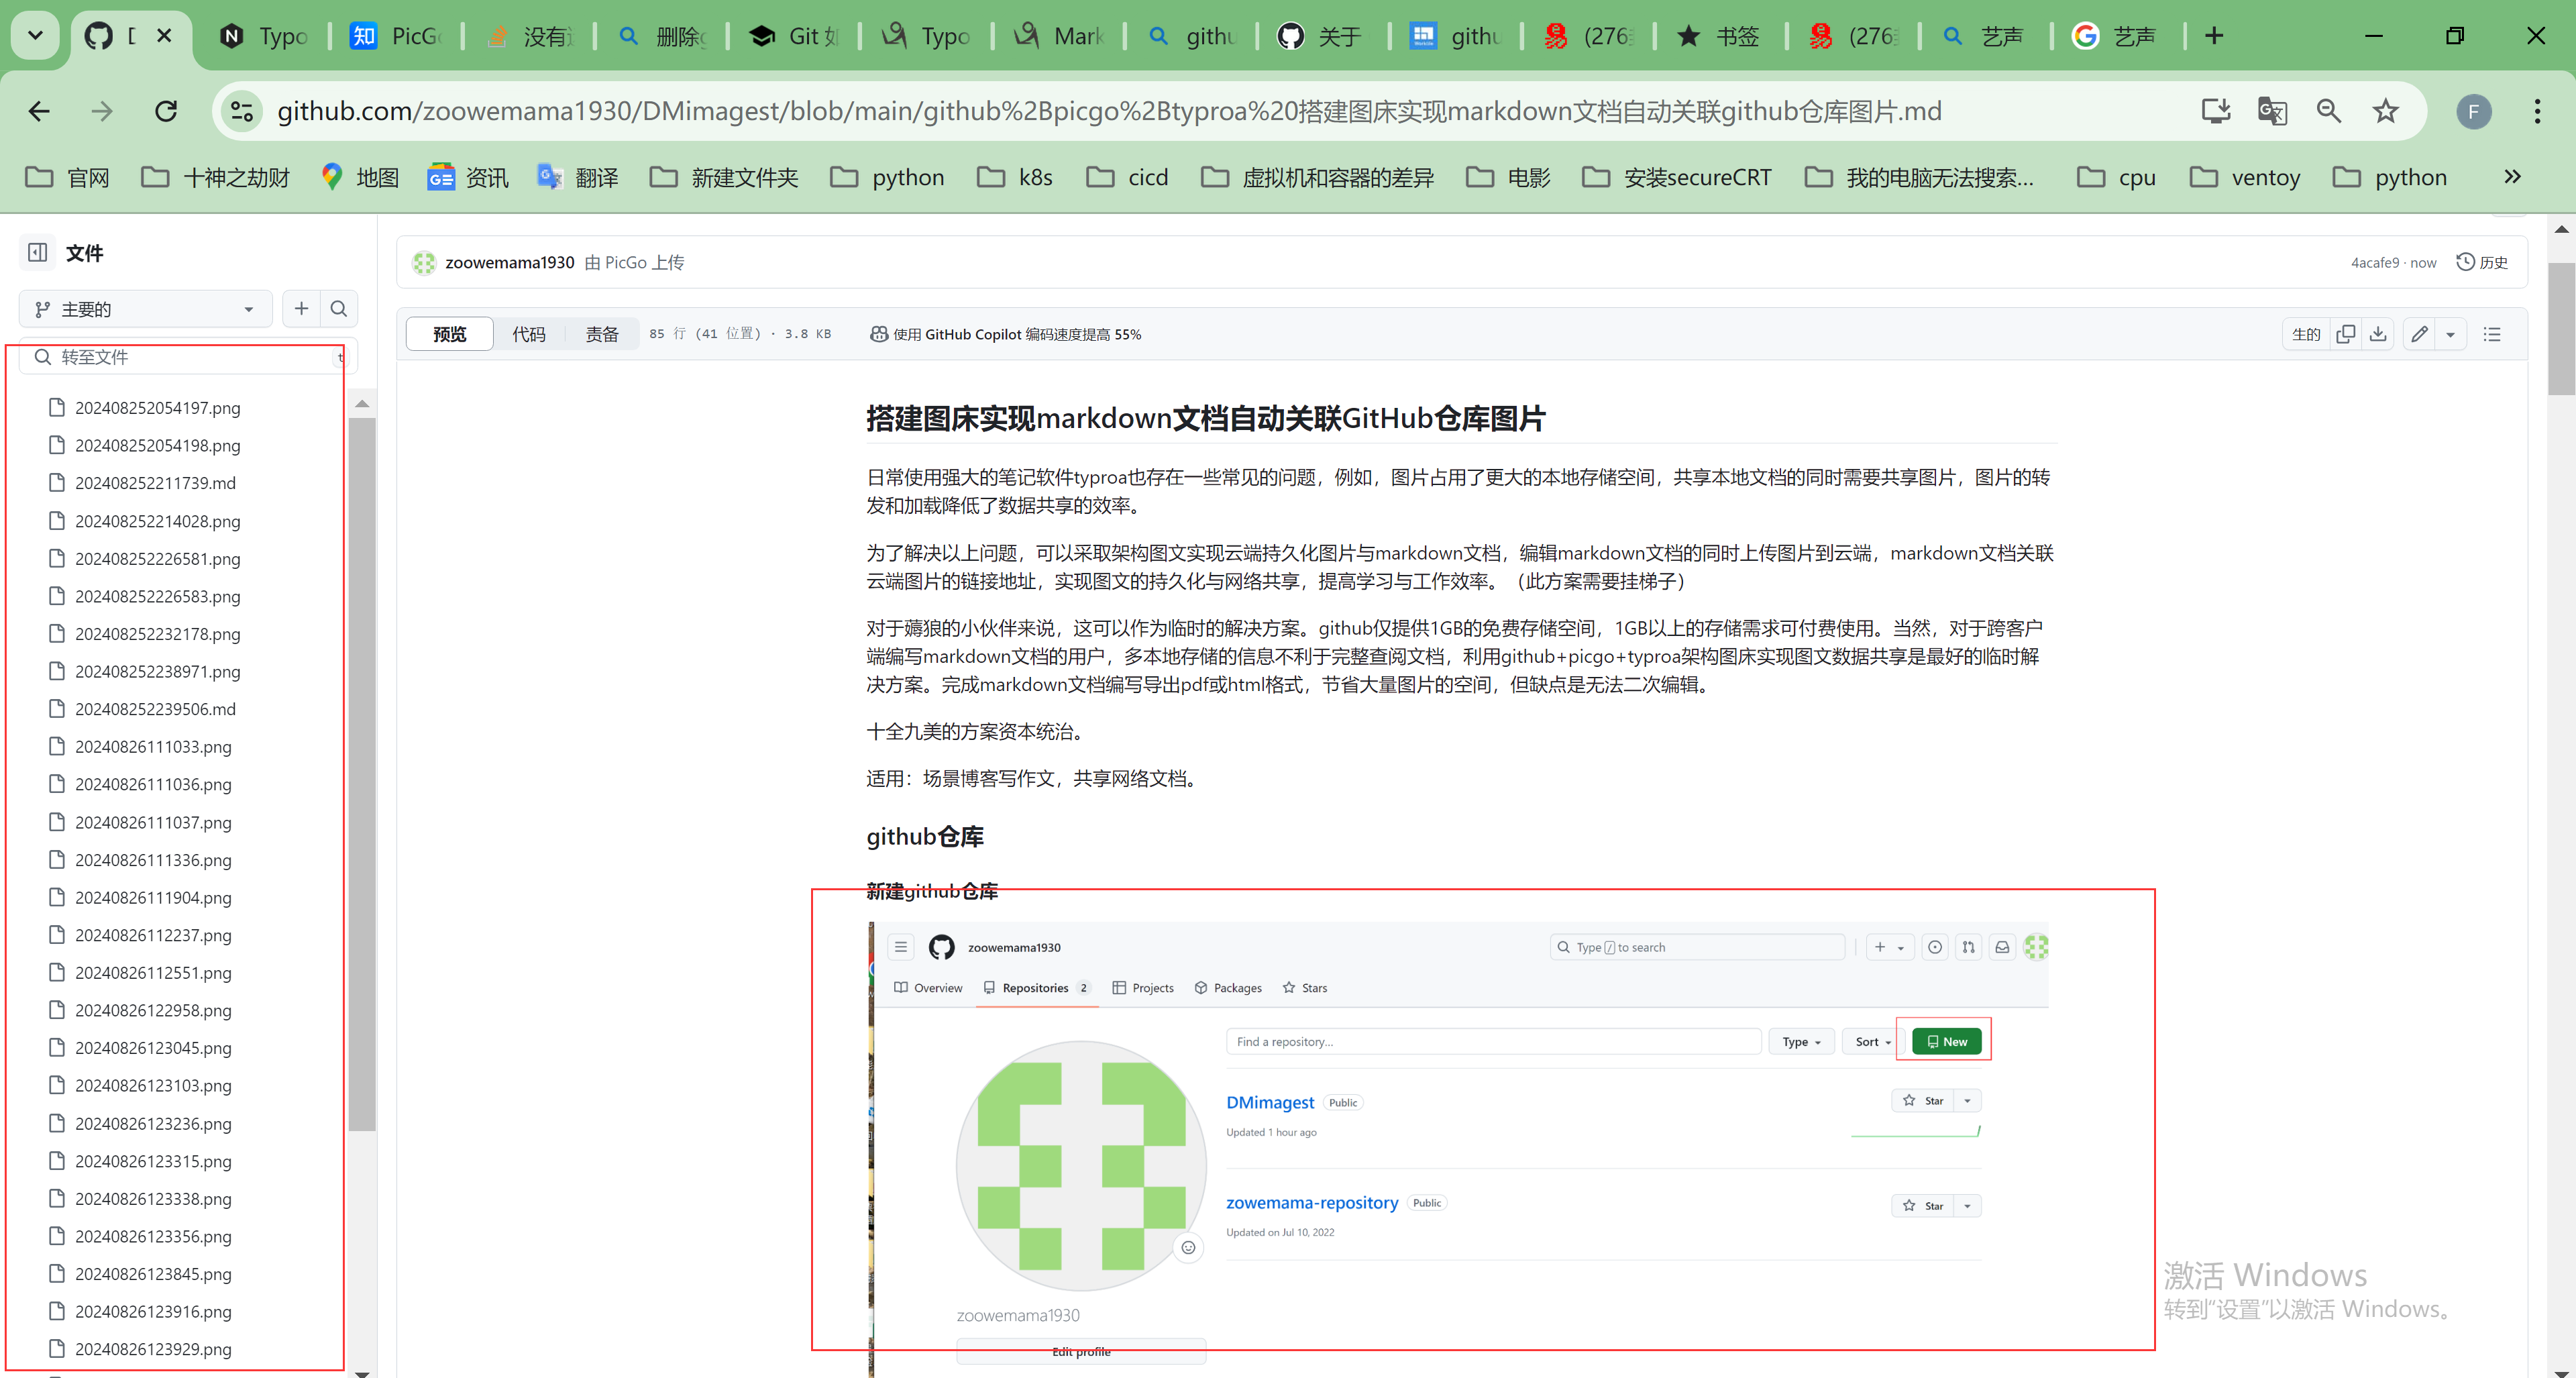 Typo
PicG
没有
删除
Git 如
Typo
Mark
githu
关于
githu
(276
书签
(276
艺声
艺声
github.com/zoowemama1930/DMimagest/blob/main/github%2Bpicgo%2Btyproa%20搭建图床实现markdown文档自动关联github仓库图片.md
F
官网
十神之劫财
地图
资讯
翻译
新建文件夹
python
k8s
cicd
虚拟机和容器的差异
电影
安装secureCRT
我的电脑无法搜索...
cpu
ventoy
python
文件
主要的
转至文件
t
202408252054197.png
202408252054198.png
202408252211739.md
202408252214028.png
202408252226581.png
202408252226583.png
202408252232178.png
202408252238971.png
202408252239506.md
20240826111033.png
20240826111036.png
20240826111037.png
20240826111336.png
20240826111904.png
20240826112237.png
20240826112551.png
20240826122958.png
20240826123045.png
20240826123103.png
20240826123236.png
20240826123315.png
20240826123338.png
20240826123356.png
20240826123845.png
20240826123916.png
20240826123929.png
zoowemama1930 由 PicGo 上传
4acafe9 · now 历史
预览 代码 责备 85 行 (41 位置) · 3.8 KB 使用 GitHub Copilot 编码速度提高 55%
生的
搭建图床实现markdown文档自动关联GitHub仓库图片
日常使用强大的笔记软件typroa也存在一些常见的问题，例如，图片占用了更大的本地存储空间，共享本地文档的同时需要共享图片，图片的转
发和加载降低了数据共享的效率。
为了解决以上问题，可以采取架构图文实现云端持久化图片与markdown文档，编辑markdown文档的同时上传图片到云端，markdown文档关联
云端图片的链接地址，实现图文的持久化与网络共享，提高学习与工作效率。（此方案需要挂梯子）
对于薅狼的小伙伴来说，这可以作为临时的解决方案。github仅提供1GB的免费存储空间，1GB以上的存储需求可付费使用。当然，对于跨客户
端编写markdown文档的用户，多本地存储的信息不利于完整查阅文档，利用github+picgo+typroa架构图床实现图文数据共享是最好的临时解
决方案。完成markdown文档编写导出pdf或html格式，节省大量图片的空间，但缺点是无法二次编辑。
十全九美的方案资本统治。
适用：场景博客写作文，共享网络文档。
github仓库
新建github仓库
zoowemama1930
Type / to search
Overview Repositories 2 Projects Packages Stars
Find a repository...
Type
Sort
New
DMimagest Public
Star
Updated 1 hour ago
zowemama-repository Public
Star
Updated on Jul 10, 2022
zoowemama1930
Edit profile
激活 Windows
转到"设置"以激活 Windows。